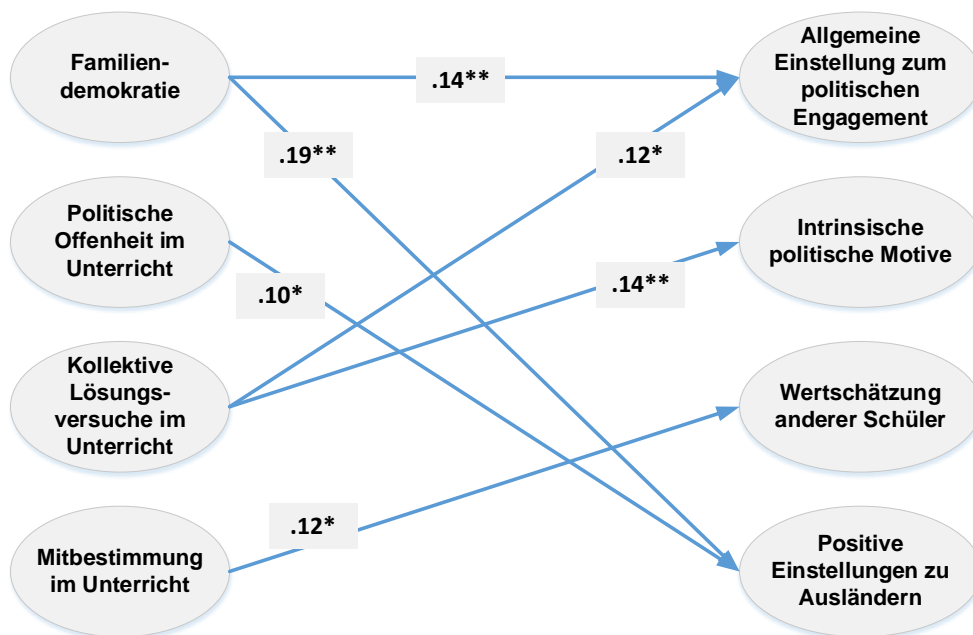 Familien-
demokratie
Politische
Offenheit im
Unterricht
Kollektive
Lösungs-
versuche im
Unterricht
Mitbestimmung
im Unterricht
.14**
.19**
.12*
.10*
.14**
.12*
Allgemeine
Einstellung zum
politischen
Engagement
Intrinsische
politische Motive
Wertschätzung
anderer Schüler
Positive
Einstellungen zu
Ausländern